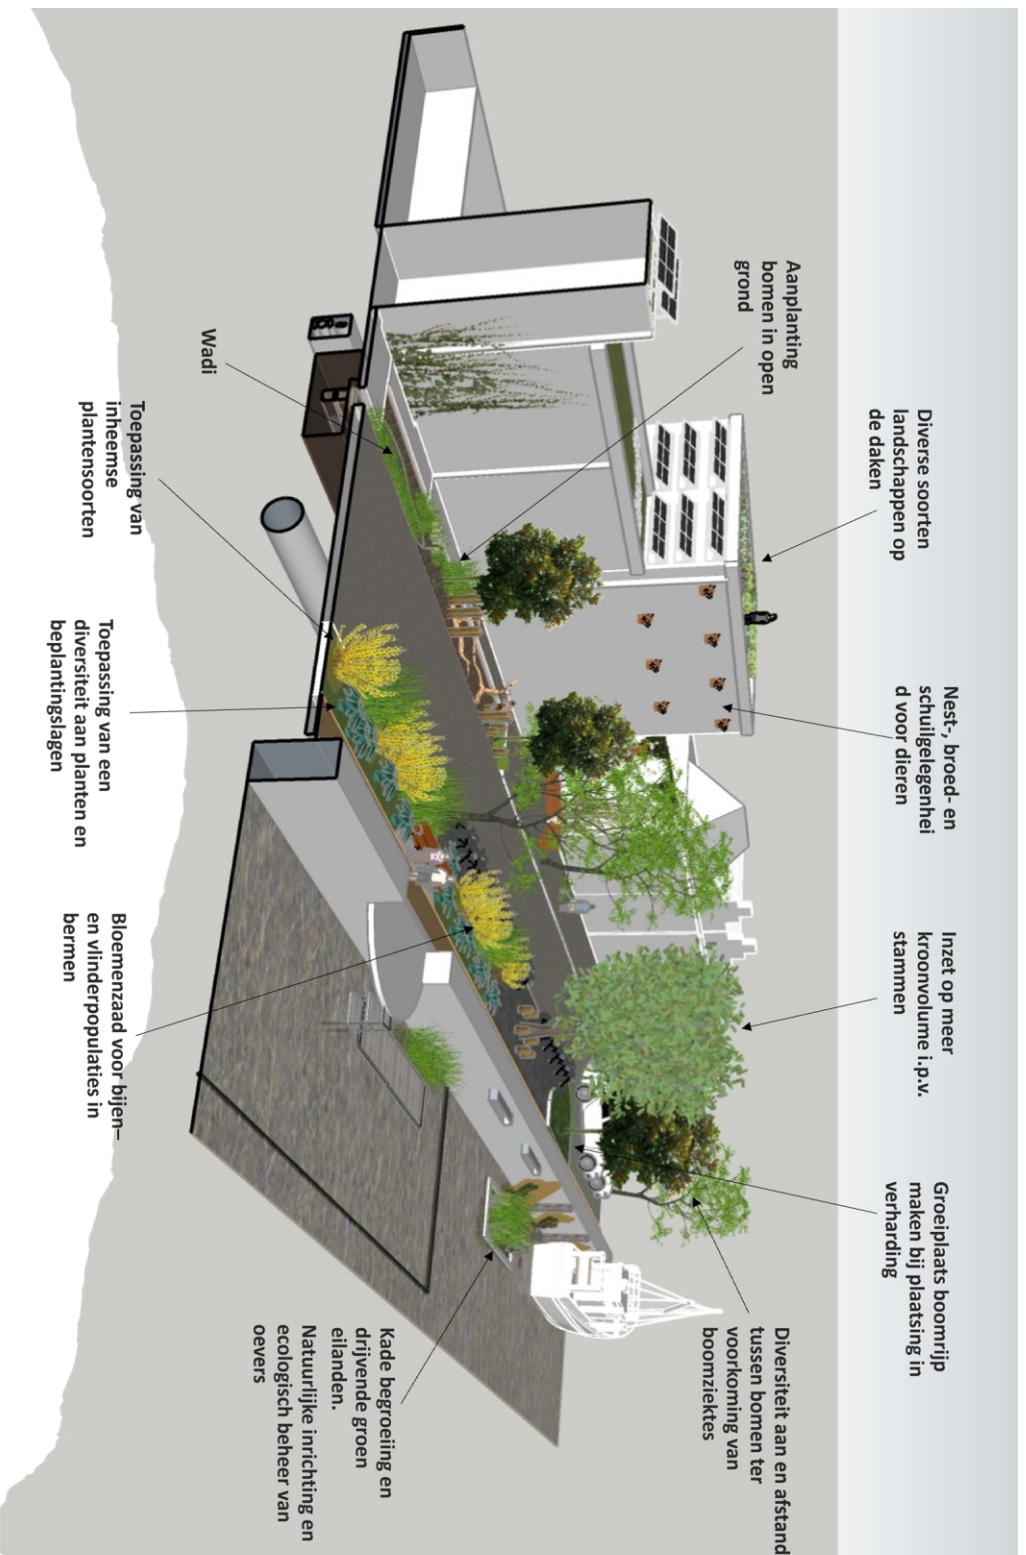 Diverse soorten
landschappen op
de daken
Nest-, broed- en
schuilgelegenhei
d voor dieren
Inzet op meer
kroonvolume i.p.v.
stammen
Groeiplaats boomrijp
maken bij plaatsing in
verharding
Aanplanting
bomen in open
grond
Diversiteit aan en afstand
tussen bomen ter
voorkoming van
boomziektes
Wadi
Toepassing van
inheemse
plantensoorten
Toepassing van een
diversiteit aan planten en
beplantingslagen
Bloemenzaad voor bijen–
en vlinderpopulaties in
bermen
Kade begroeiing en
drijvende groen
eilanden.
Natuurlijke inrichting en
ecologisch beheer van
oevers